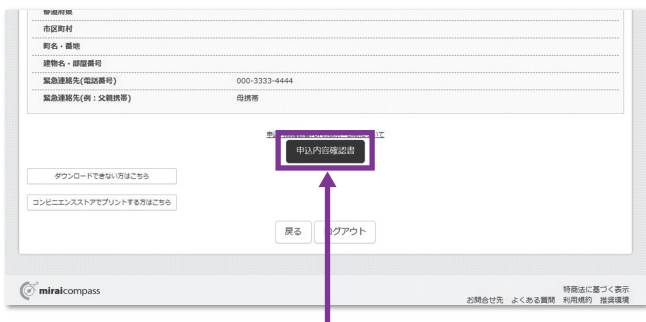 都道府県
市区町村
町名・番地
建物名・部屋番号
緊急連絡先(電話番号) 000-3333-4444
緊急連絡先(例：父親携帯) 母携帯
申込内容確認書
ダウンロードできない方はこちら
コンビニエンスストアでプリントする方はこちら
戻る ログアウト
miraicompass
特商法に基づく表示
お問合せ先 よくある質問 利用規約 推奨環境